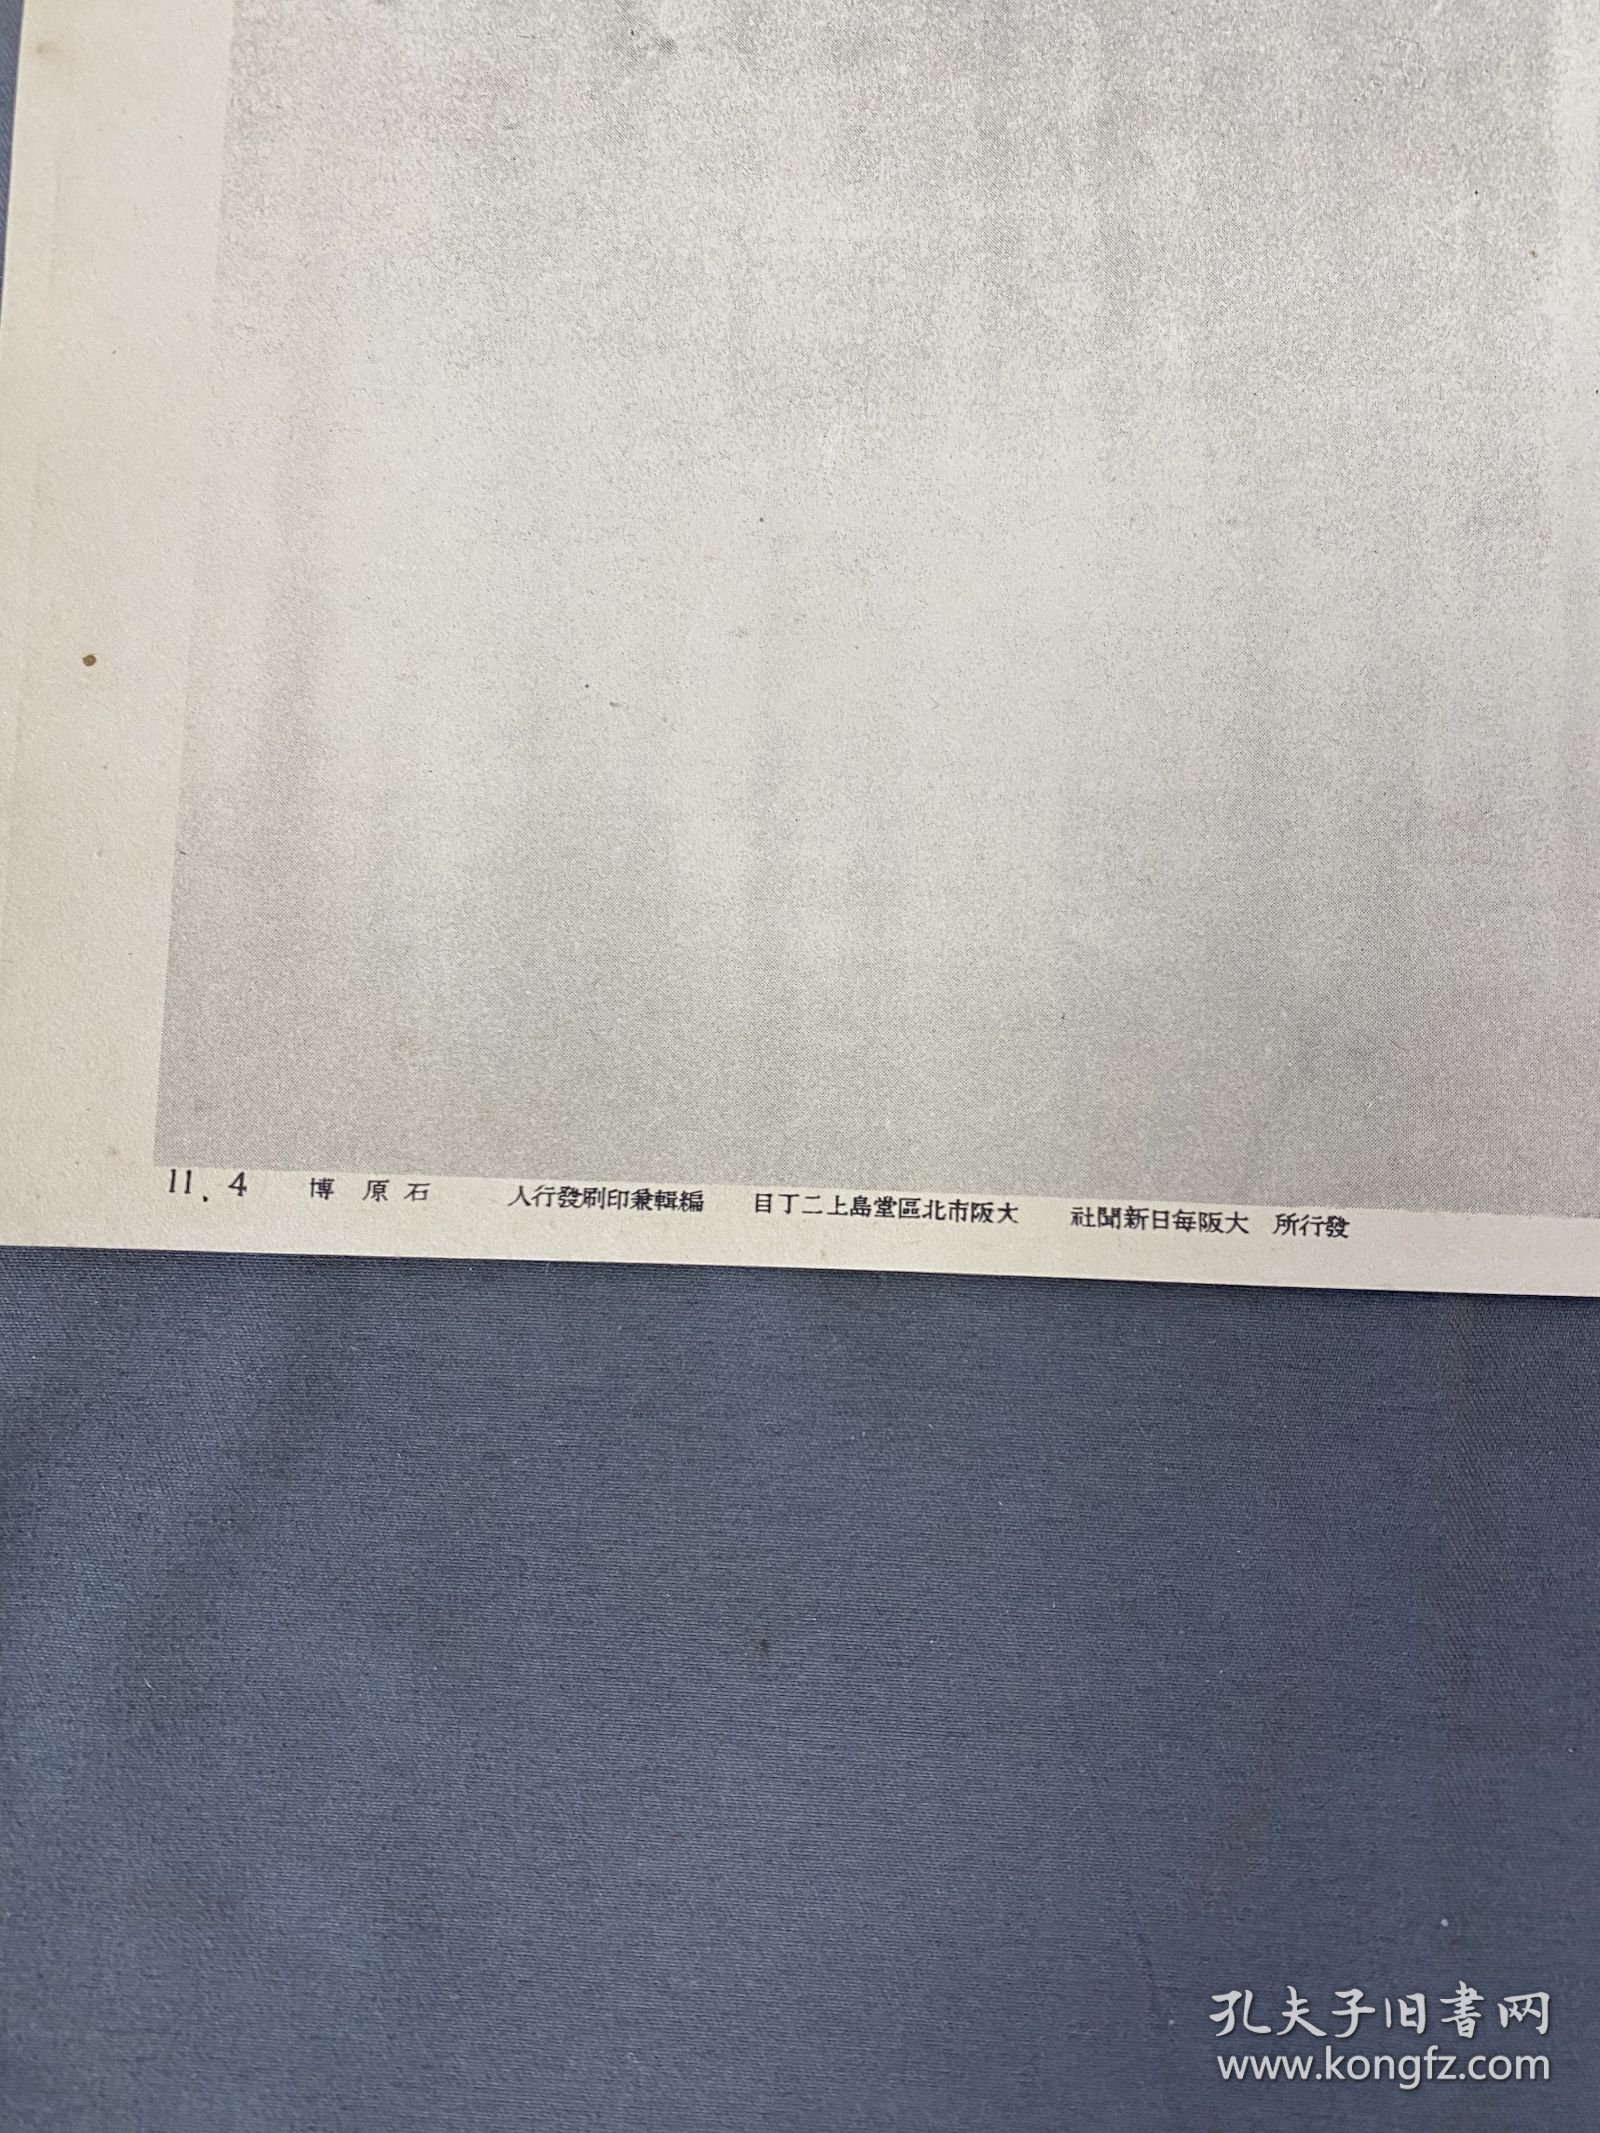 發行所 大阪每日新聞社 大阪市北區堂島上二丁目 編輯兼印刷發行人 石原博 11.4
孔夫子旧書网
www.kongfz.com